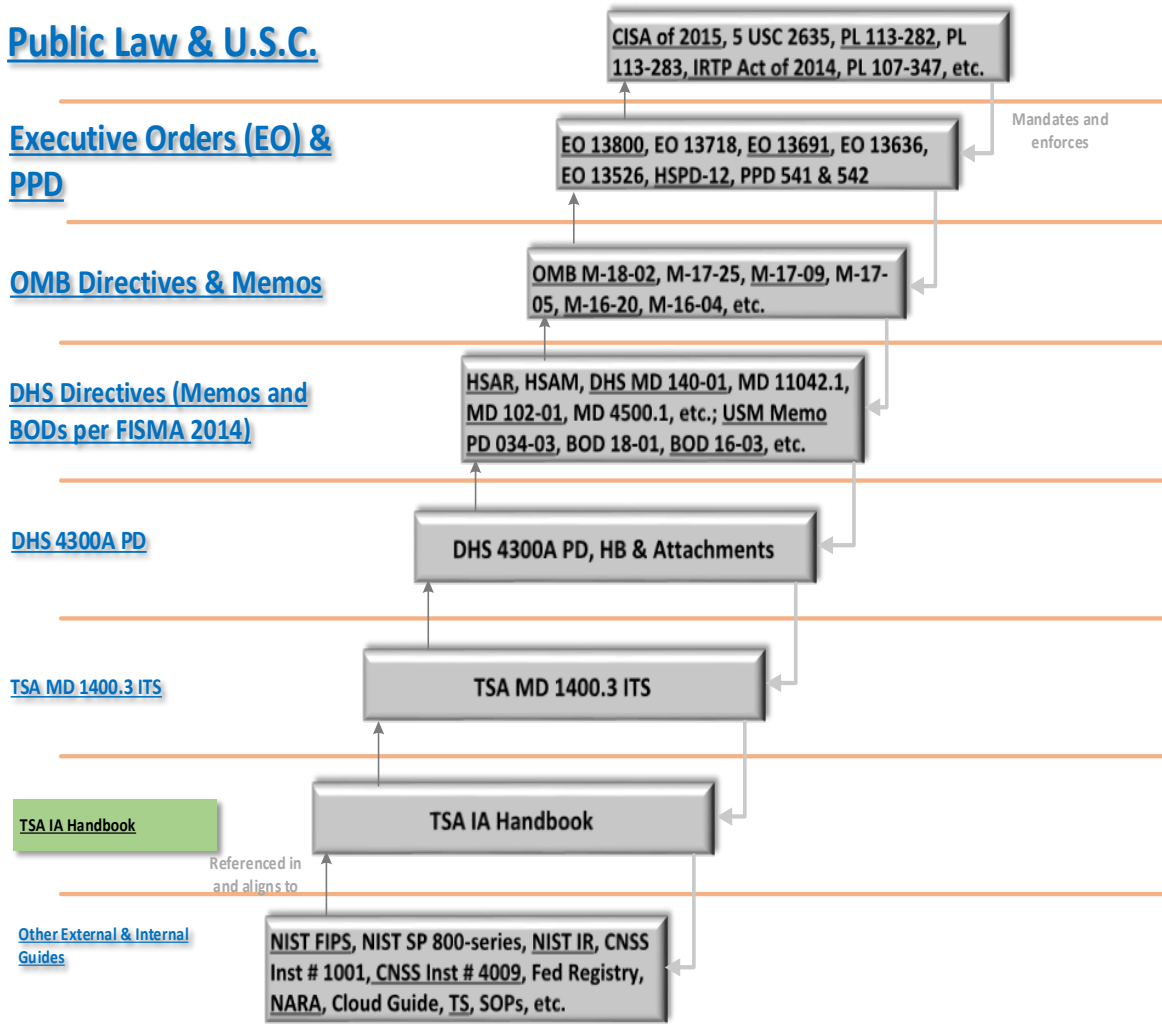 Public Law & U.S.C.
CISA of 2015, 5 USC 2635, PL 113-282, PL
113-283, IRTP Act of 2014, PL 107-347, etc.
Mandates and
enforces
Executive Orders (EO) &
PPD
EO 13800, EO 13718, EO 13691, EO 13636,
EO 13526, HSPD-12, PPD 541 & 542
OMB Directives & Memos
OMB M-18-02, M-17-25, M-17-09, M-17-
05, M-16-20, M-16-04, etc.
DHS Directives (Memos and
BODs per FISMA 2014)
HSAR, HSAM, DHS MD 140-01, MD 11042.1,
MD 102-01, MD 4500.1, etc.; USM Memo
PD 034-03, BOD 18-01, BOD 16-03, etc.
DHS 4300A PD
DHS 4300A PD, HB & Attachments
TSA MD 1400.3 ITS
TSA MD 1400.3 ITS
TSA IA Handbook
TSA IA Handbook
Referenced in
and aligns to
Other External & Internal
Guides
NIST FIPS, NIST SP 800-series, NIST IR, CNSS
Inst # 1001, CNSS Inst # 4009, Fed Registry,
NARA, Cloud Guide, TS, SOPs, etc.